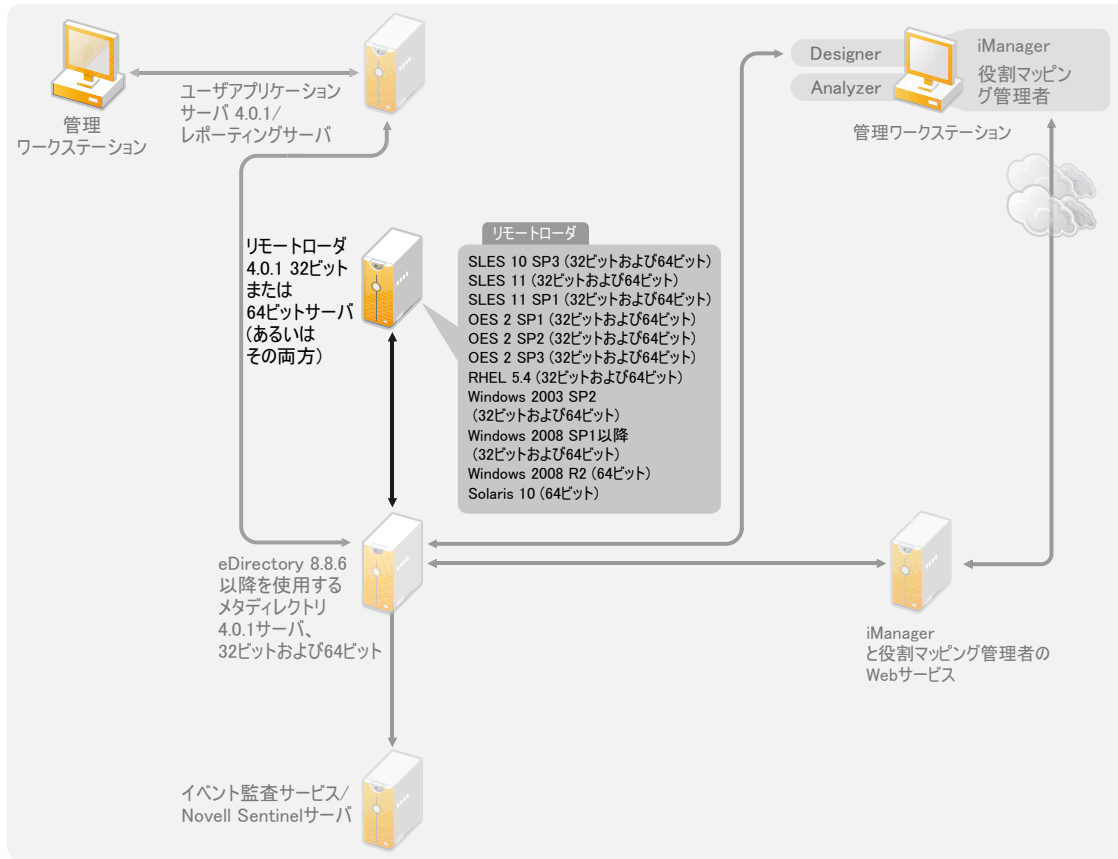 管理
ワークステーション
ユーザアプリケーション
サーバ 4.0.1/
レポーティングサーバ
Designer
Analyzer
iManager
役割マッピン
グ管理者
管理ワークステーション
リモートローダ
4.0.1 32ビット
または
64ビットサーバ
(あるいは
その両方)
リモートローダ
SLES 10 SP3 (32ビットおよび64ビット)
SLES 11 (32ビットおよび64ビット)
SLES 11 SP1 (32ビットおよび64ビット)
OES 2 SP1 (32ビットおよび64ビット)
OES 2 SP2 (32ビットおよび64ビット)
OES 2 SP3 (32ビットおよび64ビット)
RHEL 5.4 (32ビットおよび64ビット)
Windows 2003 SP2
(32ビットおよび64ビット)
Windows 2008 SP1以降
(32ビットおよび64ビット)
Windows 2008 R2 (64ビット)
Solaris 10 (64ビット)
eDirectory 8.8.6
以降を使用する
メタディレクトリ
4.0.1サーバ、
32ビットおよび64ビット
iManager
と役割マッピング管理者の
Webサービス
イベント監査サービス/
Novell Sentinelサーバ